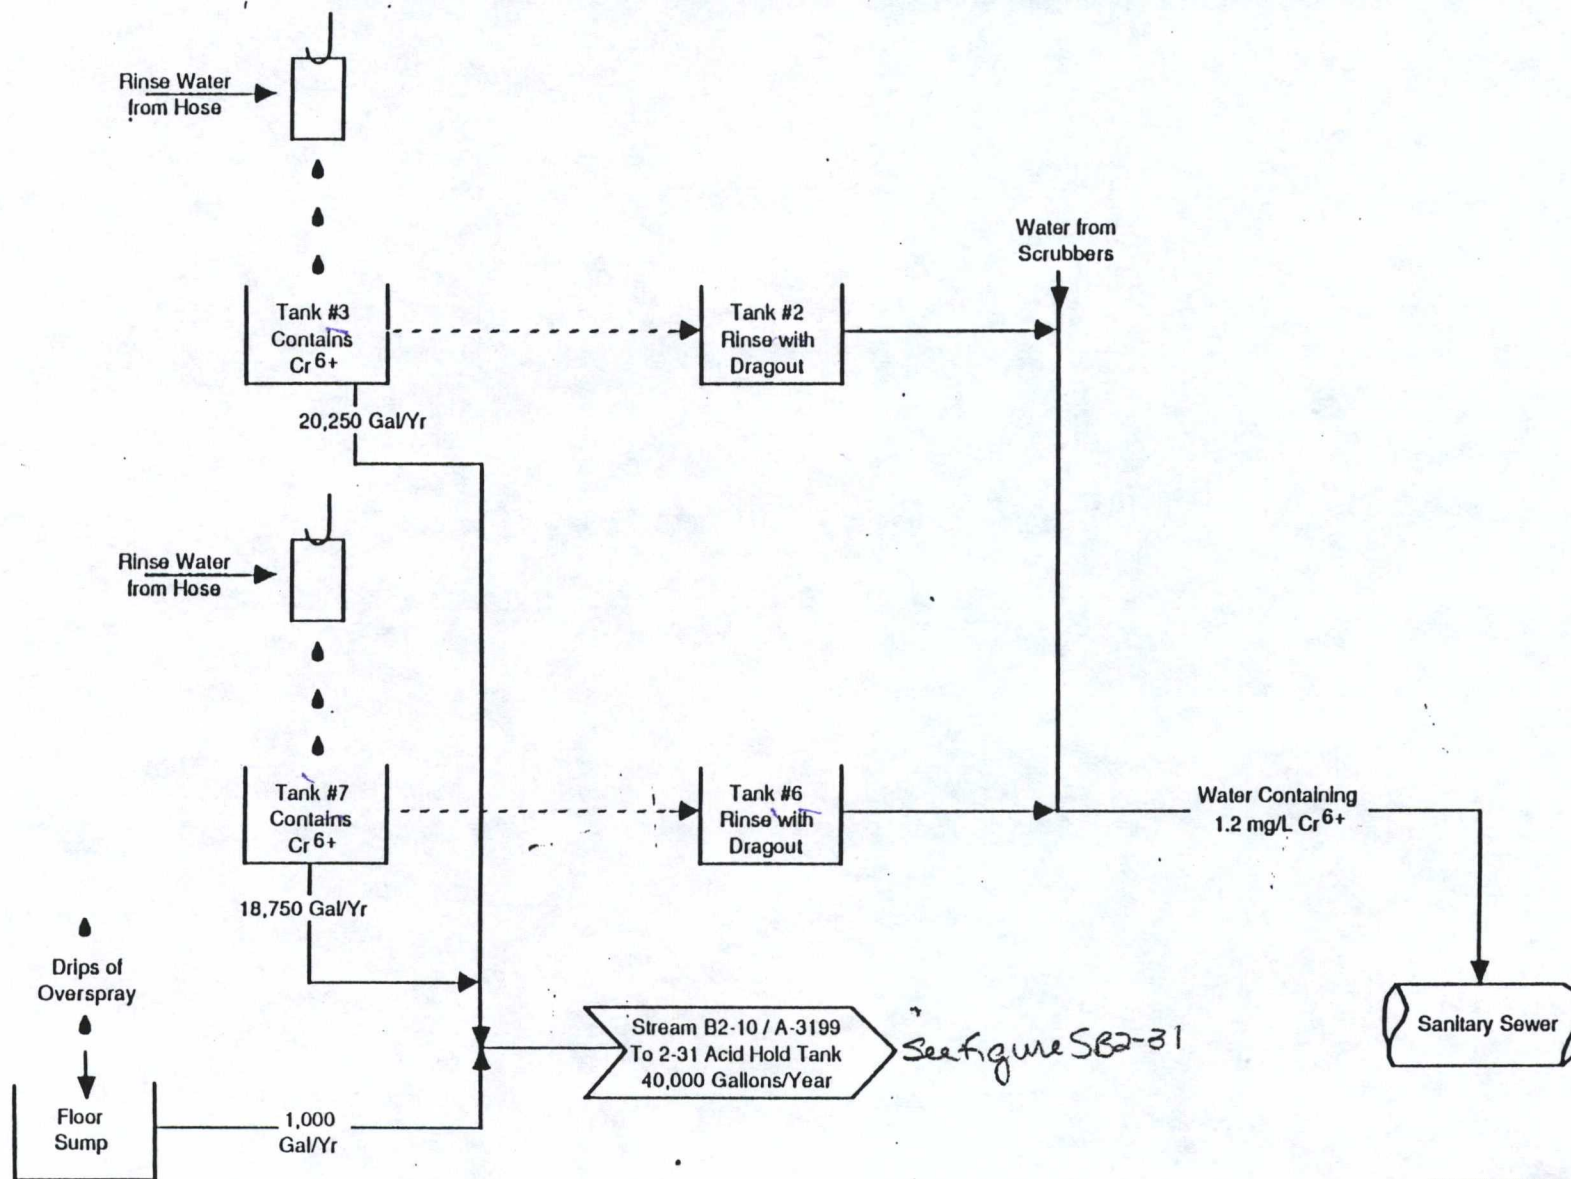 Rinse Water
from Hose
Water from
Scrubbers
Tank #3
Contains
Cr 6+
Tank #2
Rinse with
Dragout
20,250 Gal/Yr
Rinse Water
from Hose
Tank #7
Contains
Cr 6+
Tank #6
Rinse with
Dragout
Water Containing
1.2 mg/L Cr 6+
18,750 Gal/Yr
Drips of
Overspray
Stream B2-10 / A-3199
To 2-31 Acid Hold Tank
40,000 Gallons/Year
See figure SB2-31
Sanitary Sewer
Floor
Sump
1,000
Gal/Yr